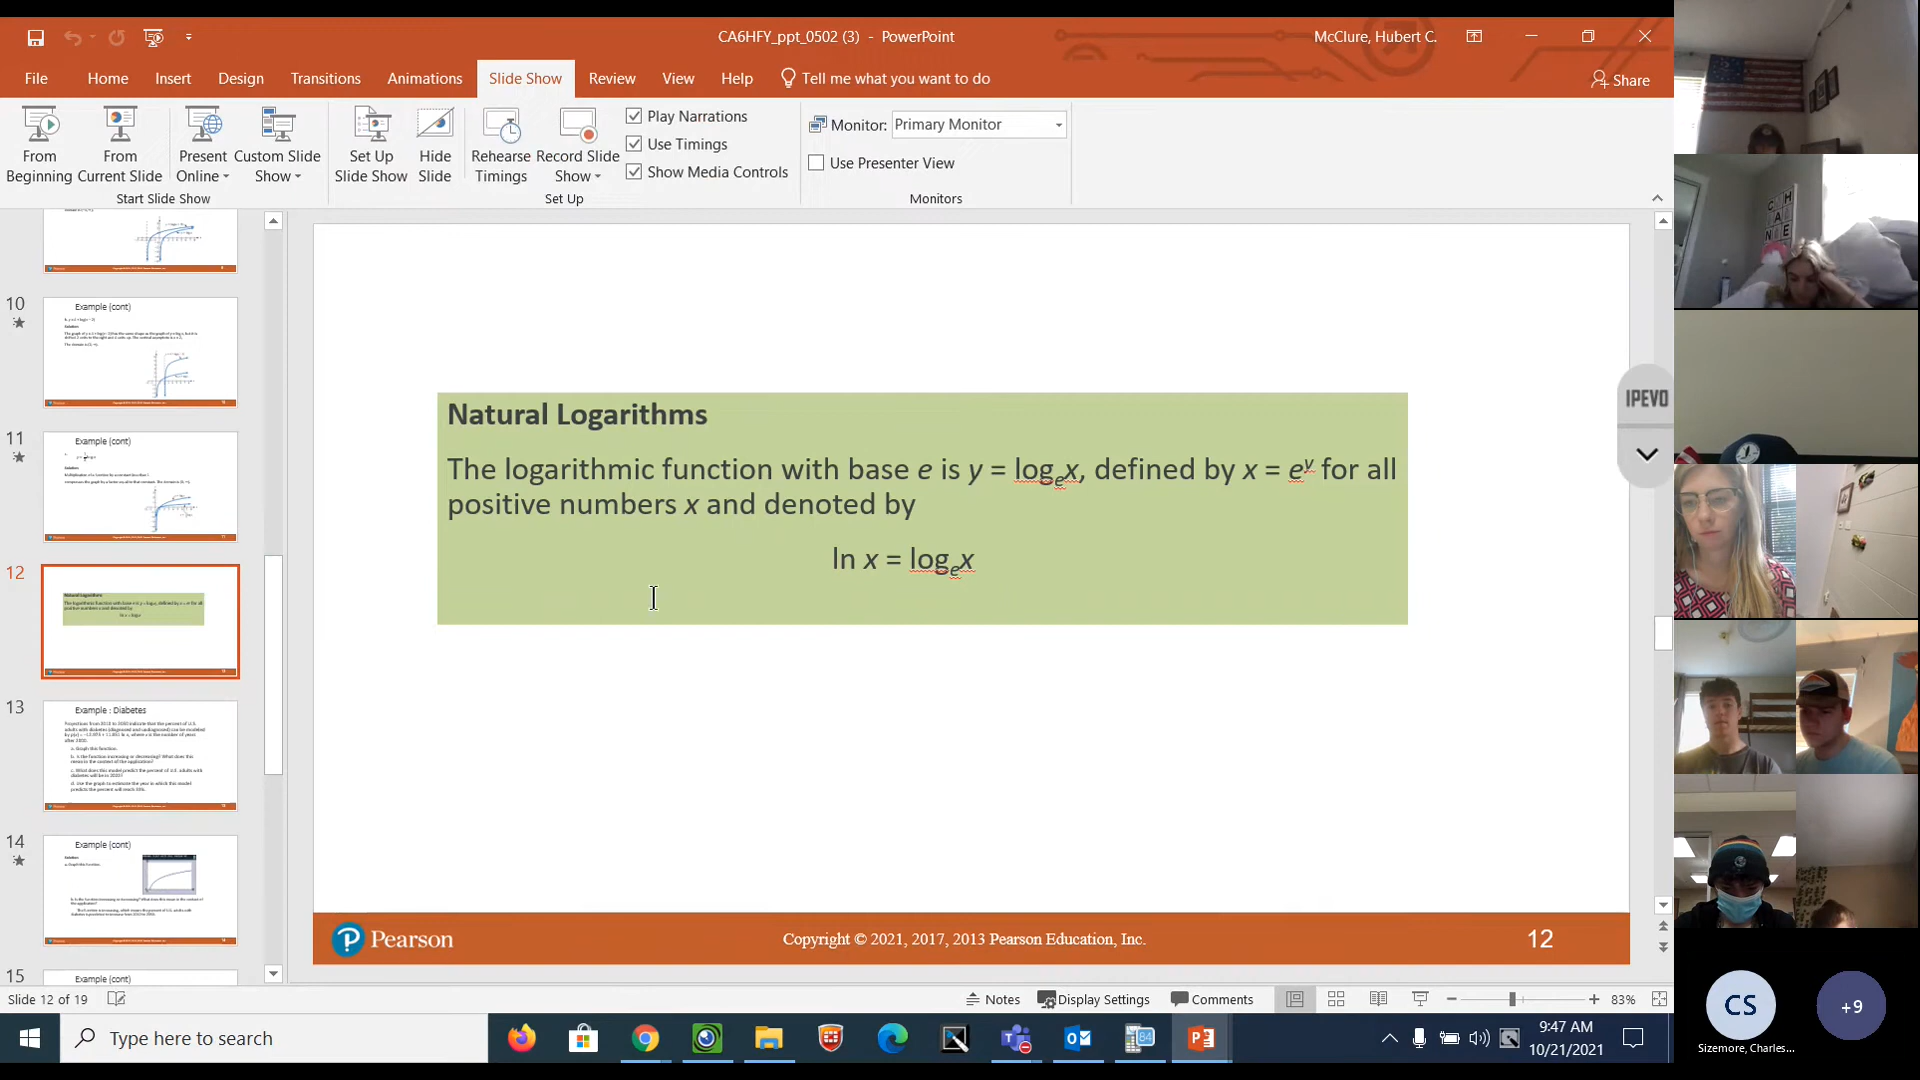 CA6HFY_ppt_0502 (3) - PowerPoint
McClure, Hubert C.
File Home Insert Design Transitions Animations Slide Show Review View Help Tell me what you want to do
Share
From Beginning
From Current Slide
Present Online
Custom Slide Show
Set Up Slide Show
Hide Slide
Rehearse Timings
Record Slide Show
Play Narrations
Use Timings
Show Media Controls
Monitor: Primary Monitor
Use Presenter View
Start Slide Show
Set Up
Monitors
10
Example (cont)
11
Example (cont)
12
13
Example : Diabetes
14
Example (cont)
15
Example (cont)
Natural Logarithms
The logarithmic function with base e is y = logₑx, defined by x = eʸ for all
positive numbers x and denoted by
ln x = logₑx
Pearson
Copyright © 2021, 2017, 2013 Pearson Education, Inc.
12
IPEVO
Slide 12 of 19
Notes
Display Settings
Comments
83%
Type here to search
84
9:47 AM
10/21/2021
CS
Sizemore, Charles...
+9